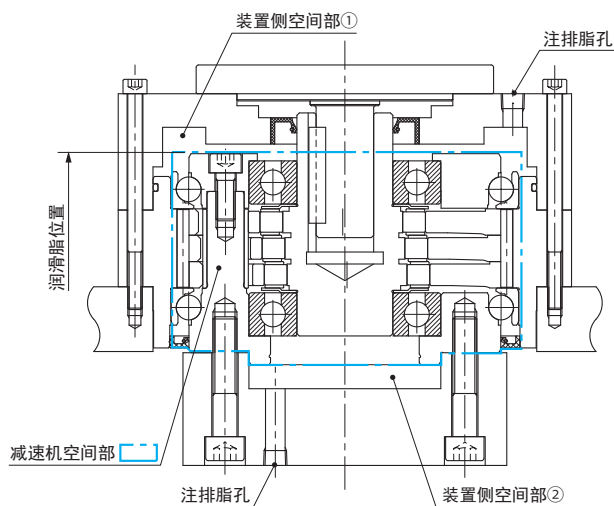 装置侧空间部①
注排脂孔
润滑脂位置
减速机空间部
注排脂孔
装置侧空间部②